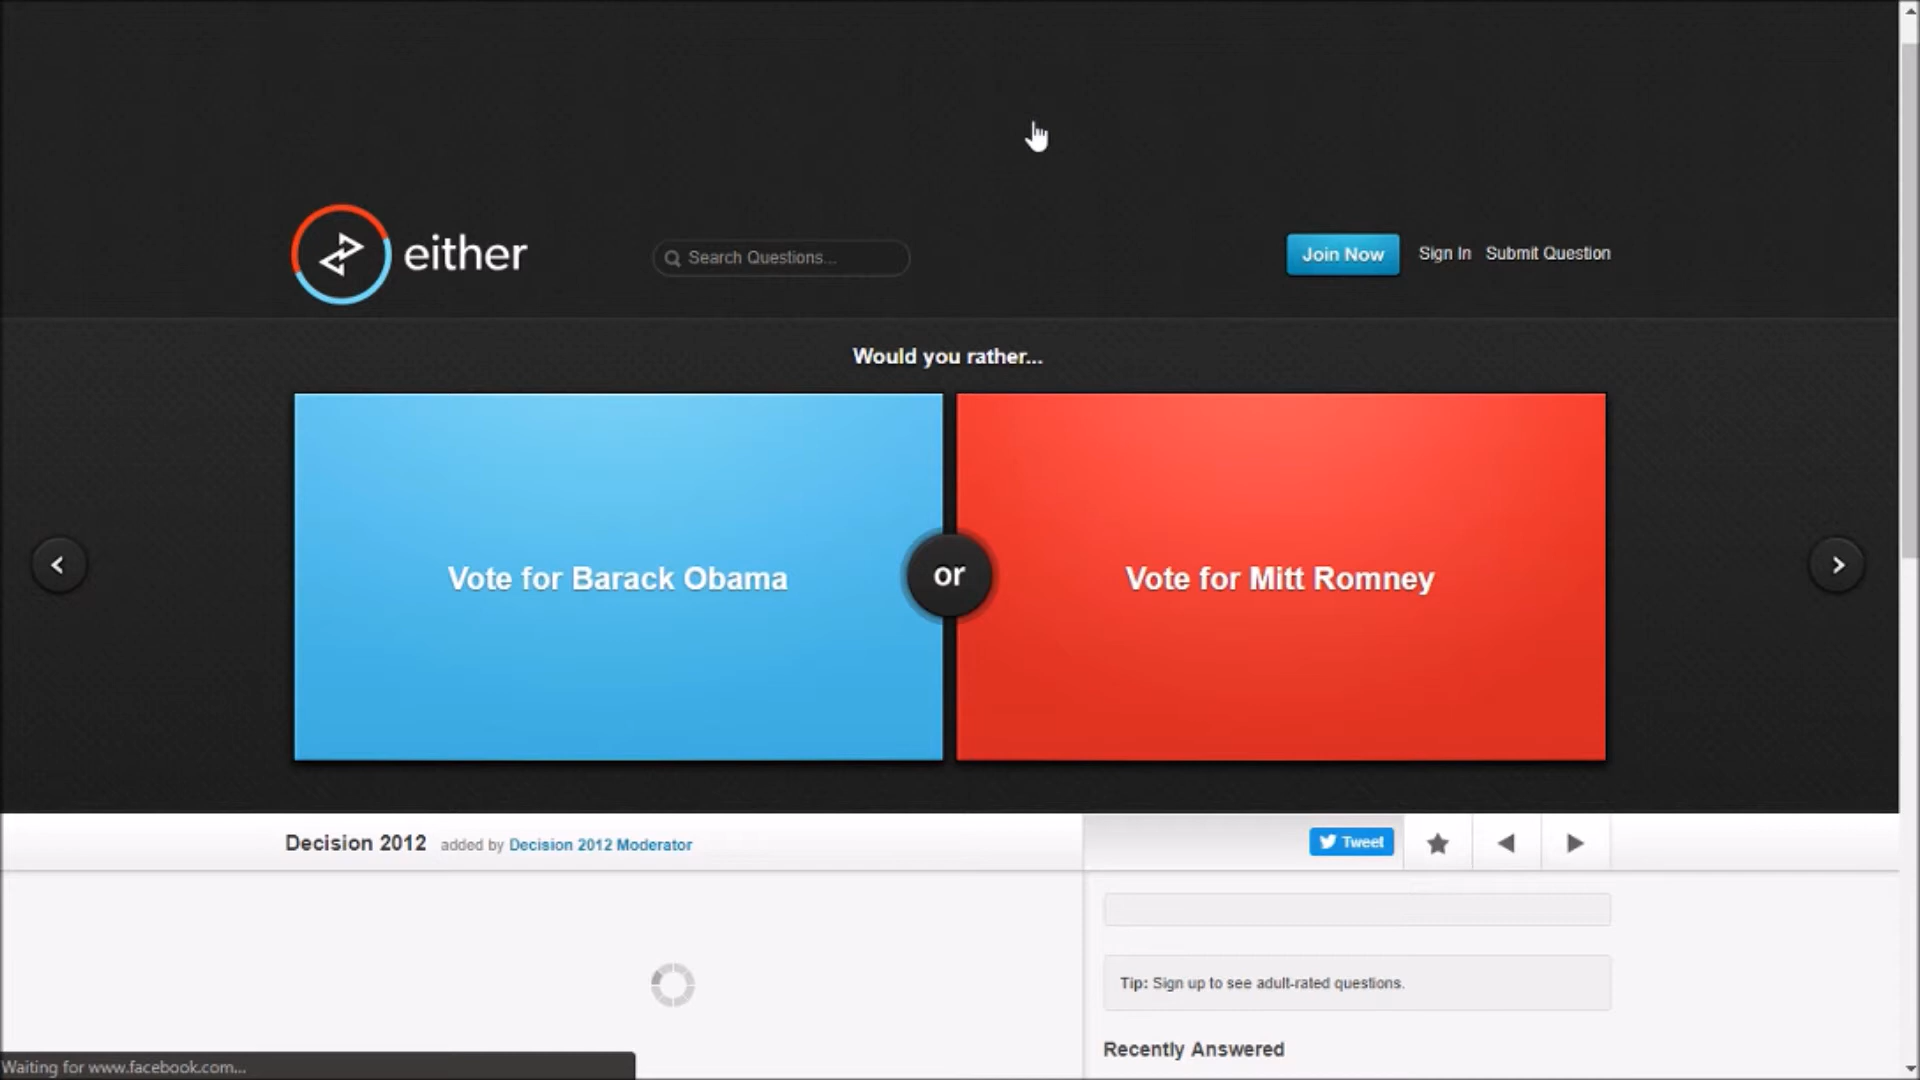 either
Search Questions...
Join Now
Sign In
Submit Question
Would you rather...
Vote for Barack Obama
or
Vote for Mitt Romney
Decision 2012 added by Decision 2012 Moderator
Tweet
Tip: Sign up to see adult-rated questions.
Recently Answered
Waiting for www.facebook.com...